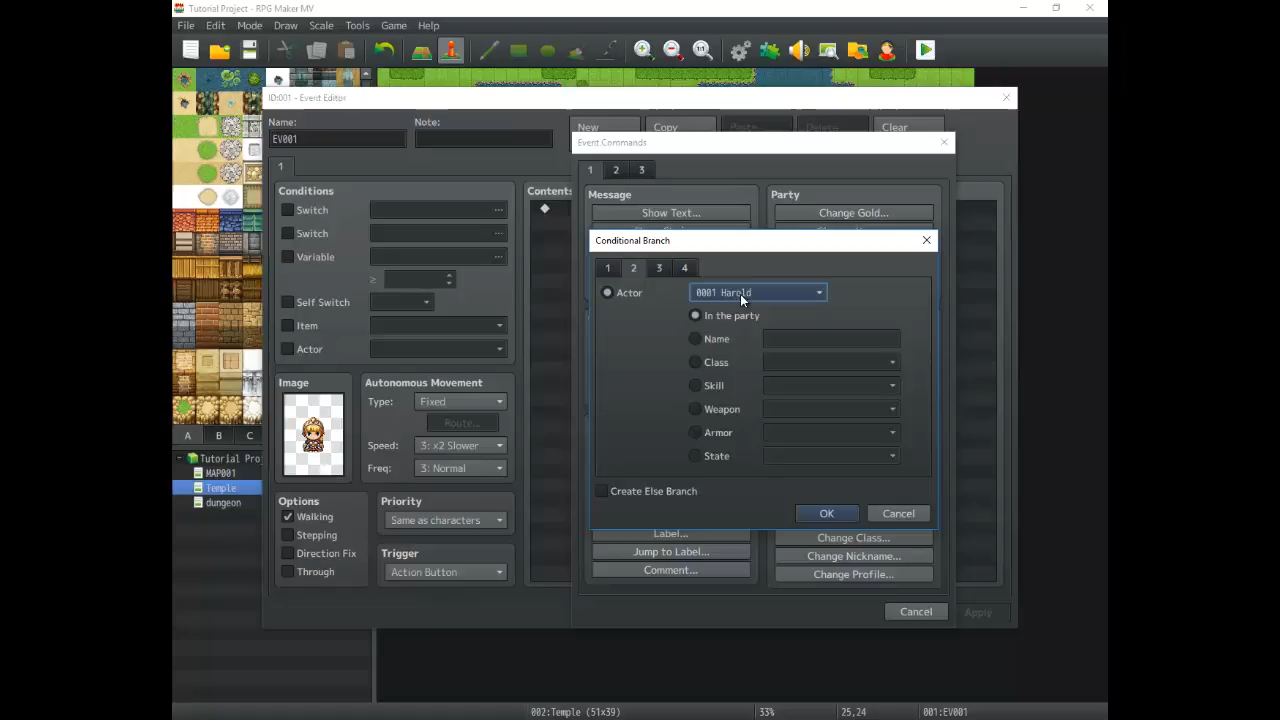 Tutorial Project - RPG Maker MV
File Edit Mode Draw Scale Tools Game Help
ID:001 - Event Editor
Name:
Note:
EV001
New Copy Paste Delete Clear
1
Conditions
Switch
Switch
Variable
≥
Self Switch
Item
Actor
Image
Autonomous Movement
Type: Fixed
Route...
Speed: 3: x2 Slower
Freq: 3: Normal
Options
Walking
Stepping
Direction Fix
Through
Priority
Same as characters
Trigger
Action Button
Contents
Event Commands
1 2 3
Message
Show Text...
Party
Change Gold...
Conditional Branch
1 2 3 4
Actor 0001 Harold
In the party
Name
Class
Skill
Weapon
Armor
State
Create Else Branch
OK Cancel
Label...
Jump to Label...
Comment...
Change Class...
Change Nickname...
Change Profile...
Cancel Apply
A B C
Tutorial Proj
MAP001
Temple
dungeon
002:Temple (51x39) 33% 25,24 001:EV001